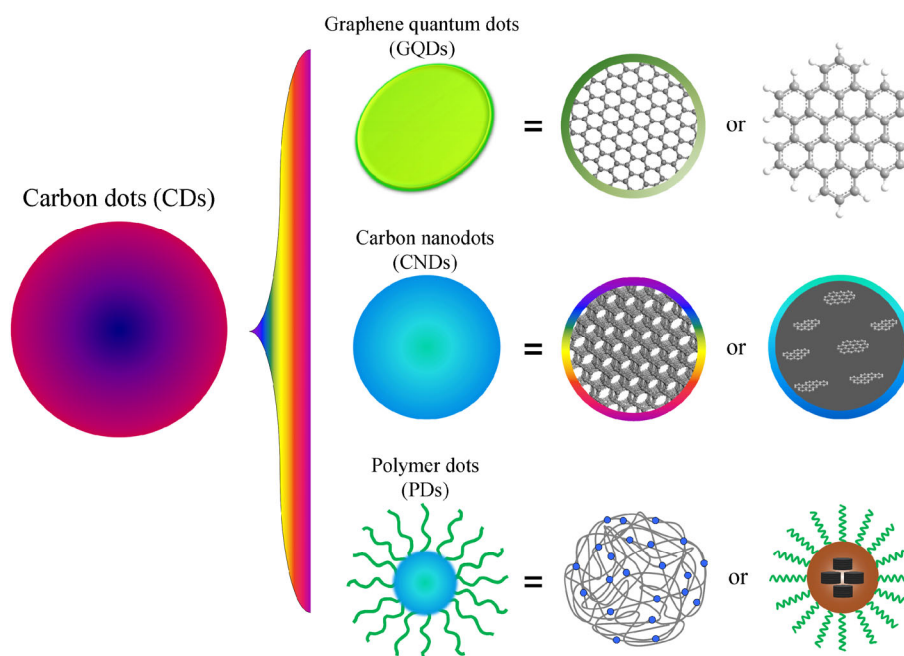 Graphene quantum dots
(GQDs)
= or
Carbon dots (CDs)
Carbon nanodots
(CNDs)
= or
Polymer dots
(PDs)
= or